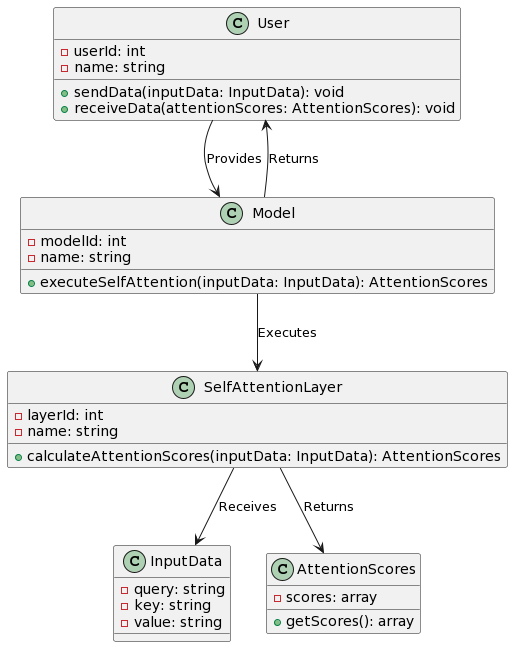 C User
userId: int
name: string
sendData(inputData: InputData): void
receiveData(attentionScores: AttentionScores): void
Provides
Returns
C Model
modelId: int
name: string
executeSelfAttention(inputData: InputData): AttentionScores
Executes
C SelfAttentionLayer
layerId: int
name: string
calculateAttentionScores(inputData: InputData): AttentionScores
Receives
Returns
C InputData
query: string
key: string
value: string
C AttentionScores
scores: array
getScores(): array